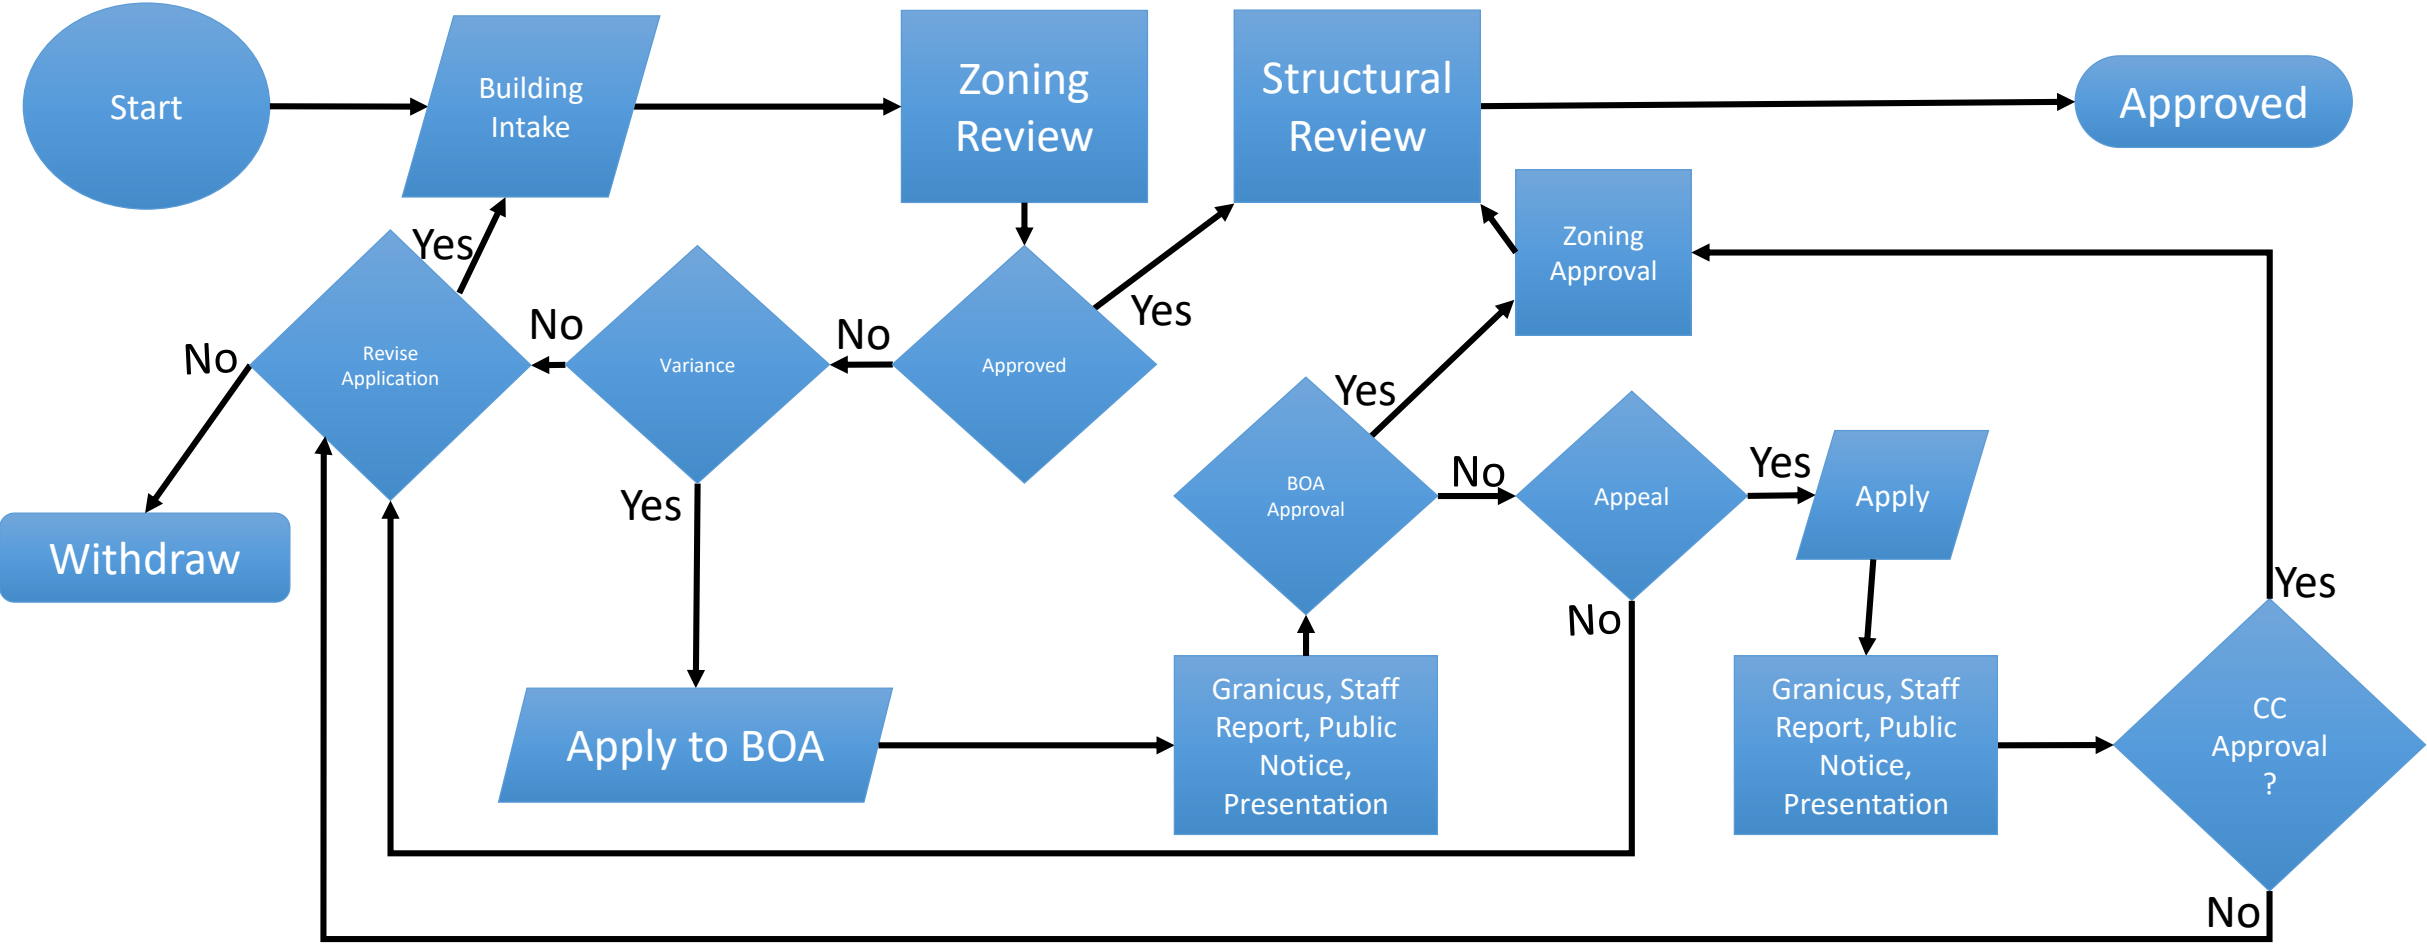 Start
Building
Intake
Zoning
Review
Structural
Review
Approved
Zoning
Approval
Yes
Yes
No
Revise
Application
No
Variance
No
Approved
Yes
Withdraw
Yes
BOA
Approval
No
Appeal
Yes
Apply
Yes
No
Yes
Apply to BOA
Granicus, Staff
Report, Public
Notice,
Presentation
Granicus, Staff
Report, Public
Notice,
Presentation
CC
Approval
?
No